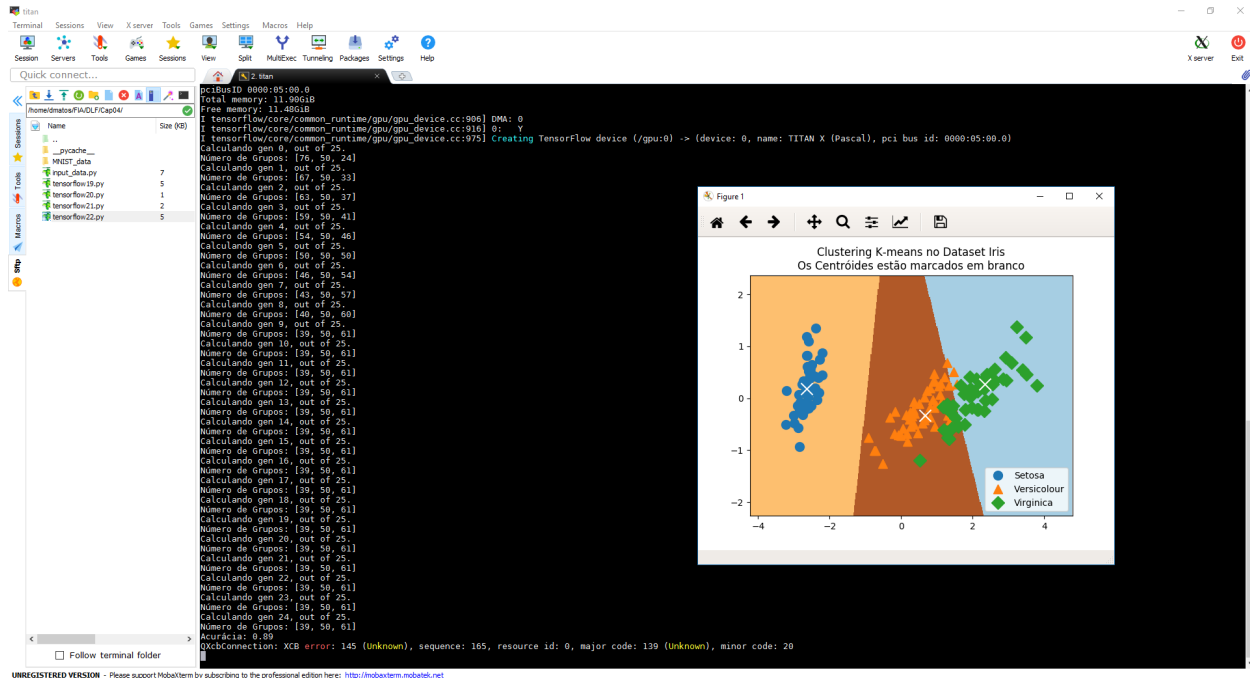 titan
Terminal Sessions View X server Tools Games Settings Macros Help
Session Servers Tools Games Sessions View Split MultiExec Tunneling Packages Settings Help X server Exit
Quick connect...
2. titan
/home/dmatos/FIA/DLF/Cap04/
Name Size (KB)
..
__pycache__
MNIST_data
input_data.py 7
tensorflow19.py 5
tensorflow20.py 1
tensorflow21.py 2
tensorflow22.py 5
Sessions
Tools
Macros
Sftp
Follow terminal folder
pciBusID 0000:05:00.0
Total memory: 11.90GiB
Free memory: 11.48GiB
I tensorflow/core/common_runtime/gpu/gpu_device.cc:906] DMA: 0
I tensorflow/core/common_runtime/gpu/gpu_device.cc:916] 0: Y
I tensorflow/core/common_runtime/gpu/gpu_device.cc:975] Creating TensorFlow device (/gpu:0) -> (device: 0, name: TITAN X (Pascal), pci bus id: 0000:05:00.0)
Calculando gen 0, out of 25.
Número de Grupos: [76, 50, 24]
Calculando gen 1, out of 25.
Número de Grupos: [67, 50, 33]
Calculando gen 2, out of 25.
Número de Grupos: [63, 50, 37]
Calculando gen 3, out of 25.
Número de Grupos: [59, 50, 41]
Calculando gen 4, out of 25.
Número de Grupos: [54, 50, 46]
Calculando gen 5, out of 25.
Número de Grupos: [50, 50, 50]
Calculando gen 6, out of 25.
Número de Grupos: [46, 50, 54]
Calculando gen 7, out of 25.
Número de Grupos: [43, 50, 57]
Calculando gen 8, out of 25.
Número de Grupos: [40, 50, 60]
Calculando gen 9, out of 25.
Número de Grupos: [39, 50, 61]
Calculando gen 10, out of 25.
Número de Grupos: [39, 50, 61]
Calculando gen 11, out of 25.
Número de Grupos: [39, 50, 61]
Calculando gen 12, out of 25.
Número de Grupos: [39, 50, 61]
Calculando gen 13, out of 25.
Número de Grupos: [39, 50, 61]
Calculando gen 14, out of 25.
Número de Grupos: [39, 50, 61]
Calculando gen 15, out of 25.
Número de Grupos: [39, 50, 61]
Calculando gen 16, out of 25.
Número de Grupos: [39, 50, 61]
Calculando gen 17, out of 25.
Número de Grupos: [39, 50, 61]
Calculando gen 18, out of 25.
Número de Grupos: [39, 50, 61]
Calculando gen 19, out of 25.
Número de Grupos: [39, 50, 61]
Calculando gen 20, out of 25.
Número de Grupos: [39, 50, 61]
Calculando gen 21, out of 25.
Número de Grupos: [39, 50, 61]
Calculando gen 22, out of 25.
Número de Grupos: [39, 50, 61]
Calculando gen 23, out of 25.
Número de Grupos: [39, 50, 61]
Calculando gen 24, out of 25.
Número de Grupos: [39, 50, 61]
Acurácia: 0.89
QXcbConnection: XCB error: 145 (Unknown), sequence: 165, resource id: 0, major code: 139 (Unknown), minor code: 20
Figure 1
Clustering K-means no Dataset Iris
Os Centróides estão marcados em branco
2
1
0
−1
−2
−4 −2 0 2 4
Setosa
Versicolour
Virginica
UNREGISTERED VERSION - Please support MobaXterm by subscribing to the professional edition here: http://mobaxterm.mobatek.net